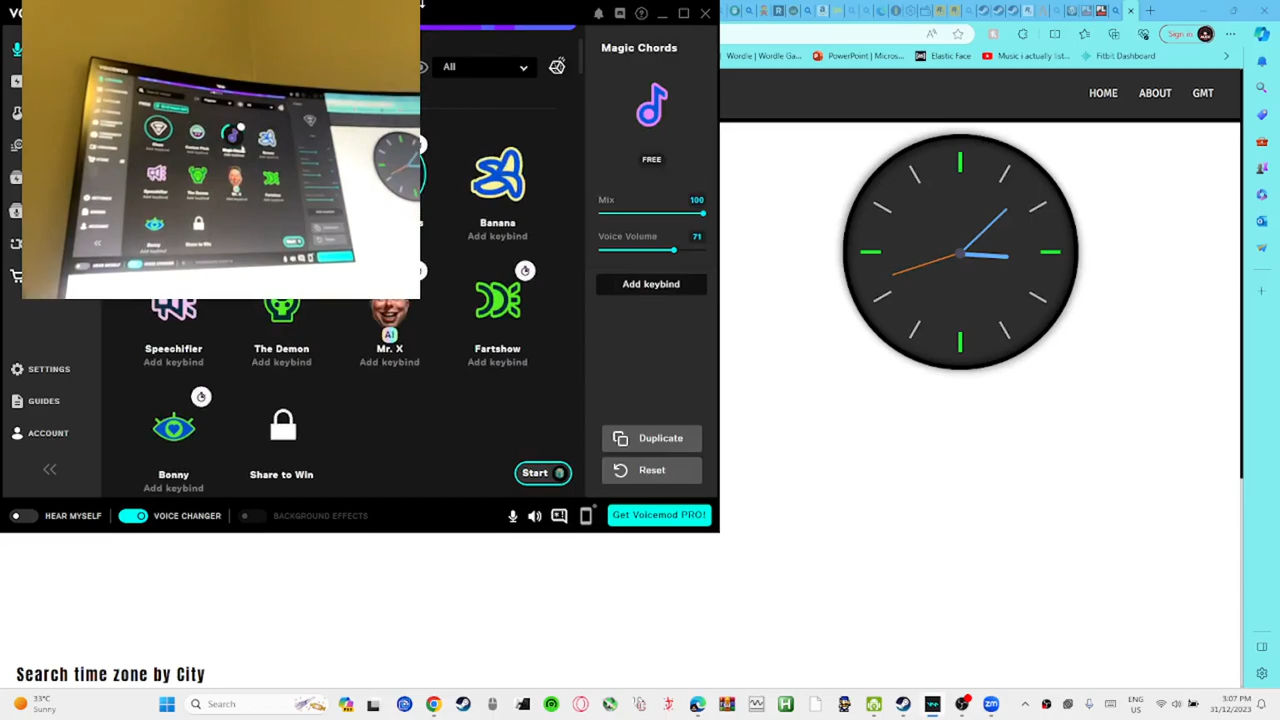 VO
All
Magic Chords
FREE
Mix 100
Voice Volume 71
Add keybind
Banana
Add keybind
Speechifier
Add keybind
The Demon
Add keybind
AI
Mr. X
Add keybind
Fartshow
Add keybind
Bonny
Add keybind
Share to Win
SETTINGS
GUIDES
ACCOUNT
Start
Duplicate
Reset
HEAR MYSELF
VOICE CHANGER
BACKGROUND EFFECTS
Get Voicemod PRO!
Sign in
Wordle | Wordle Ga...
PowerPoint | Micros...
Elastic Face
Music i actually list...
Fitbit Dashboard
HOME ABOUT GMT
Search time zone by City
33°C
Sunny
Search
ENG
US
3:07 PM
31/12/2023